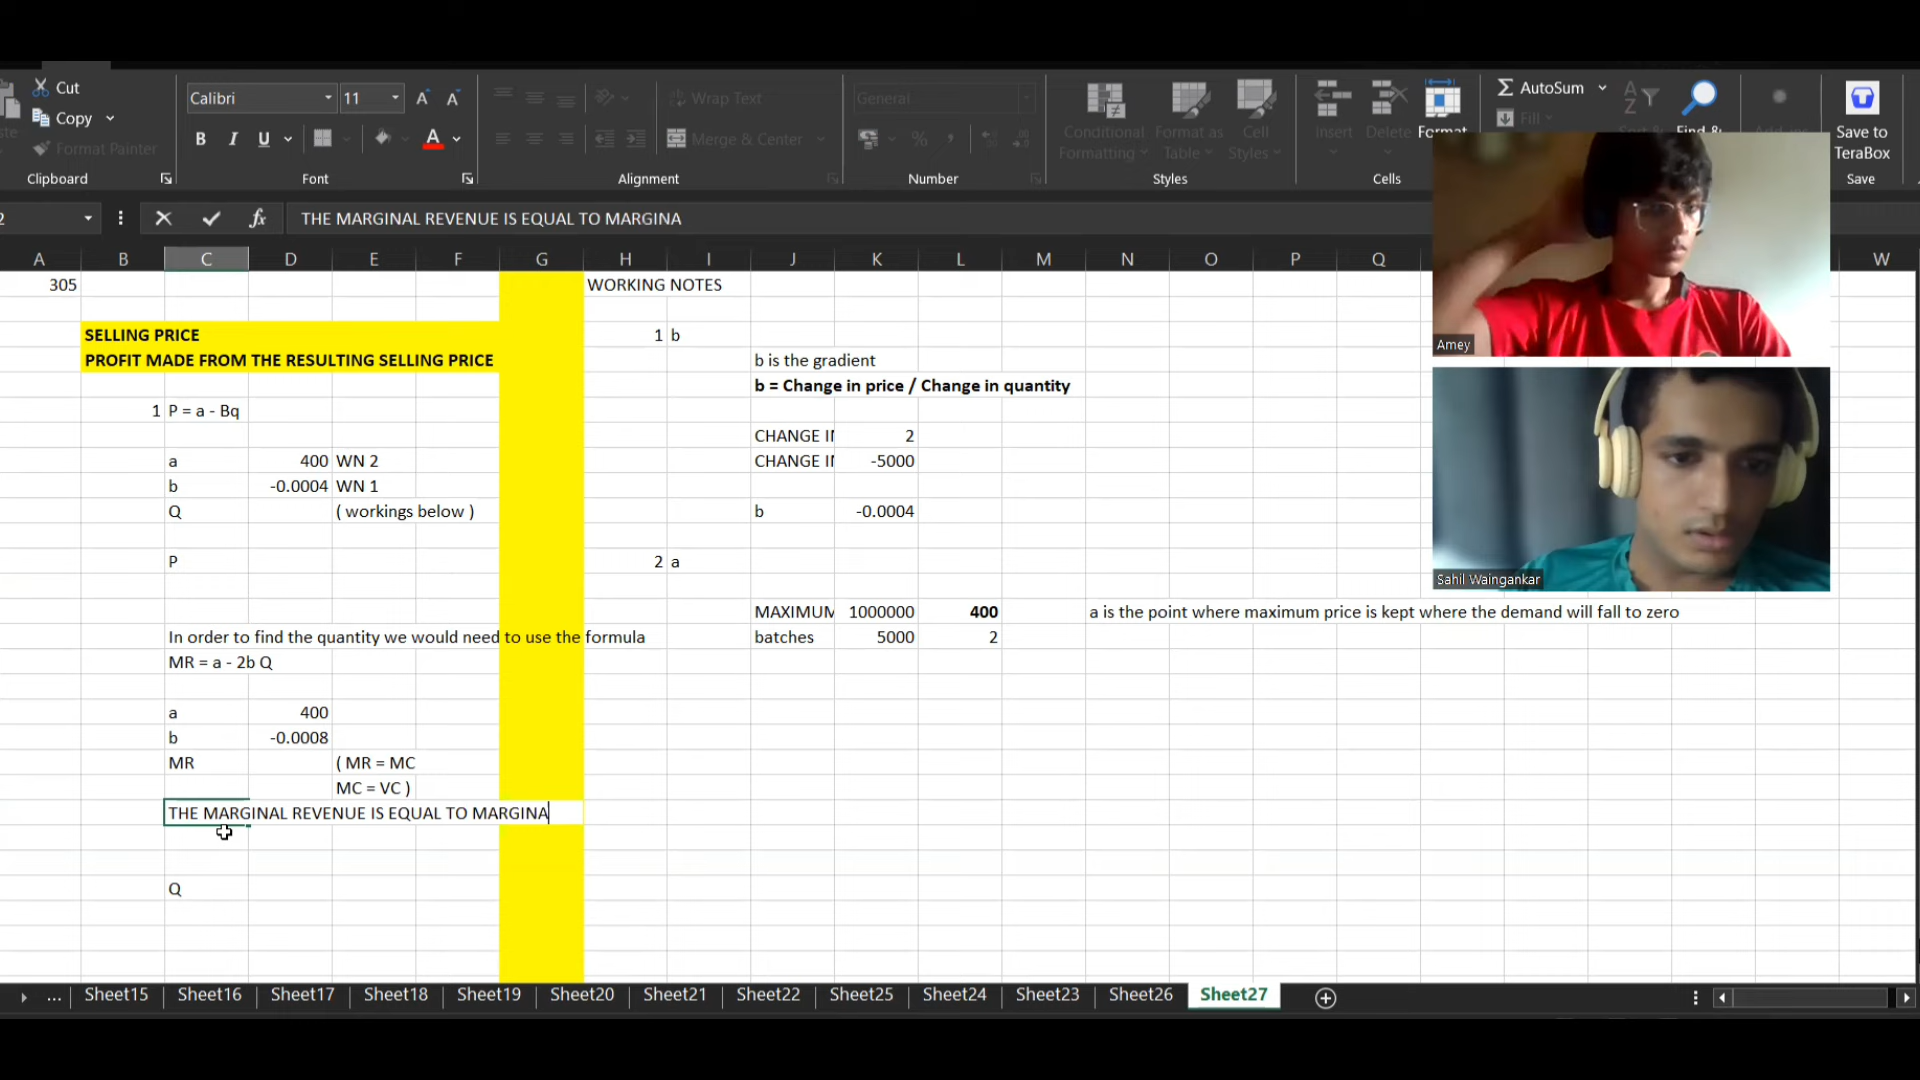 Cut
Copy
Format Painter
Clipboard
Calibri
11
B I U A
Font
Wrap Text
Merge & Center
Alignment
General
%
Number
Conditional Formatting
Format as Table
Cell Styles
Styles
Insert
Delete
Format
Cells
AutoSum
Fill
Save to TeraBox
Save
2
fx
THE MARGINAL REVENUE IS EQUAL TO MARGINA
A B C D E F G H I J K L M N O P Q W
305 WORKING NOTES
SELLING PRICE 1 b
PROFIT MADE FROM THE RESULTING SELLING PRICE b is the gradient
b = Change in price / Change in quantity
1 P = a - Bq
CHANGE IN 2
a 400 WN 2 CHANGE IN -5000
b -0.0004 WN 1
Q ( workings below ) b -0.0004
P 2 a
MAXIMUM 1000000 400 a is the point where maximum price is kept where the demand will fall to zero
In order to find the quantity we would need to use the formula batches 5000 2
MR = a - 2b Q
a 400
b -0.0008
MR ( MR = MC
MC = VC )
THE MARGINAL REVENUE IS EQUAL TO MARGINA
Q
Amey
Sahil Waingankar
... Sheet15 Sheet16 Sheet17 Sheet18 Sheet19 Sheet20 Sheet21 Sheet22 Sheet25 Sheet24 Sheet23 Sheet26 Sheet27